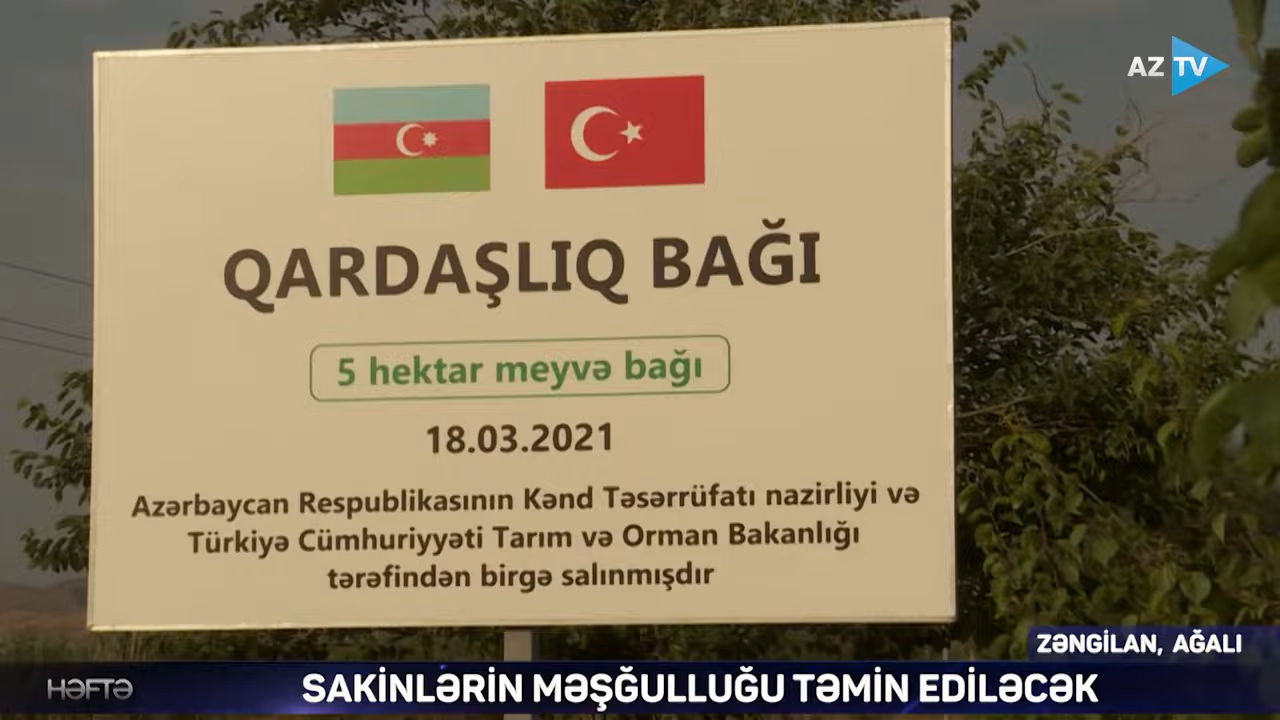 AZ TV
QARDAŞLIQ BAĞI
5 hektar meyvə bağı
18.03.2021
Azərbaycan Respublikasının Kənd Təsərrüfatı nazirliyi və
Türkiyə Cümhuriyyəti Tarım və Orman Bakanlığı
tərəfindən birgə salınmışdır
ZƏNGİLAN, AĞALI
HƏFTƏ
SAKİNLƏRİN MƏŞĞULLUĞU TƏMİN EDİLƏCƏK